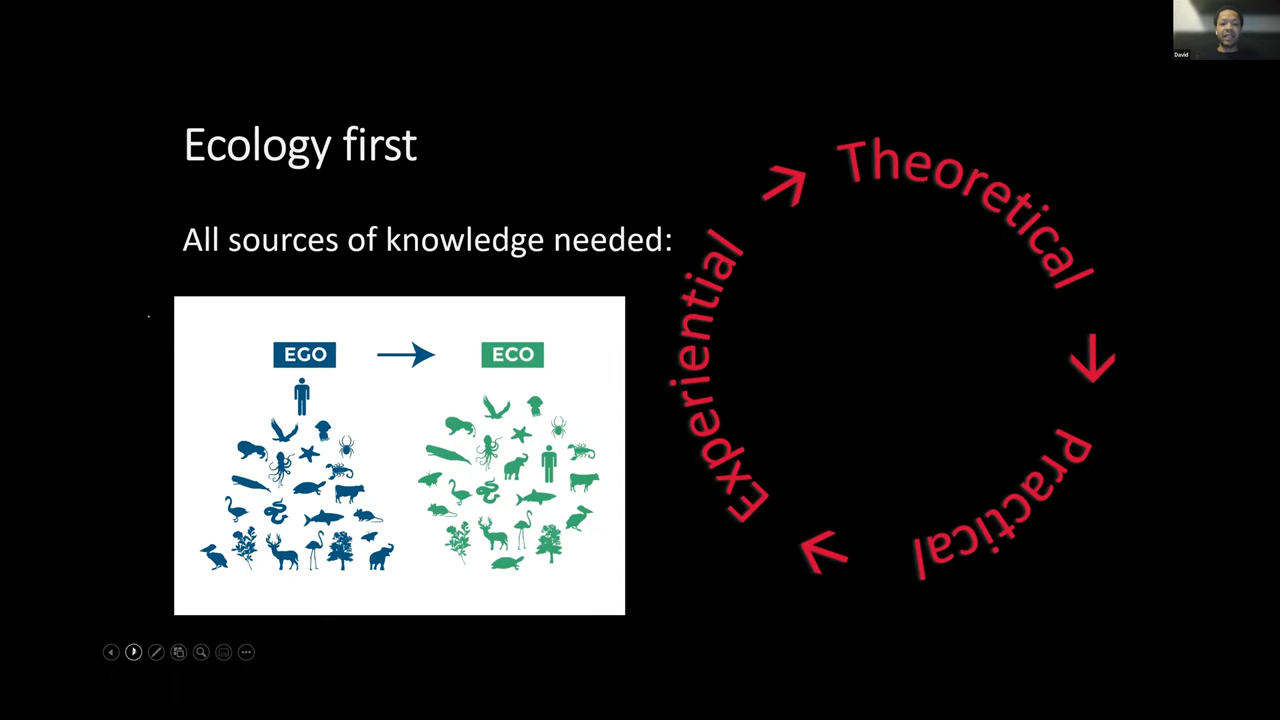 David
Ecology first
All sources of knowledge needed:
EGO
ECO
Theoretical
Practical
Experiential